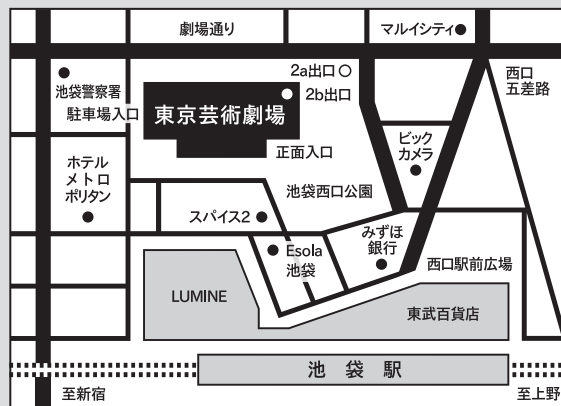 劇場通り
マルイシティ
2a出口
西口
五差路
池袋警察署
2b出口
駐車場入口
東京芸術劇場
正面入口
ビック
カメラ
ホテル
メトロ
ポリタン
池袋西口公園
スパイス2
みずほ
銀行
Esola
池袋
西口駅前広場
LUMINE
東武百貨店
池袋駅
至新宿
至上野